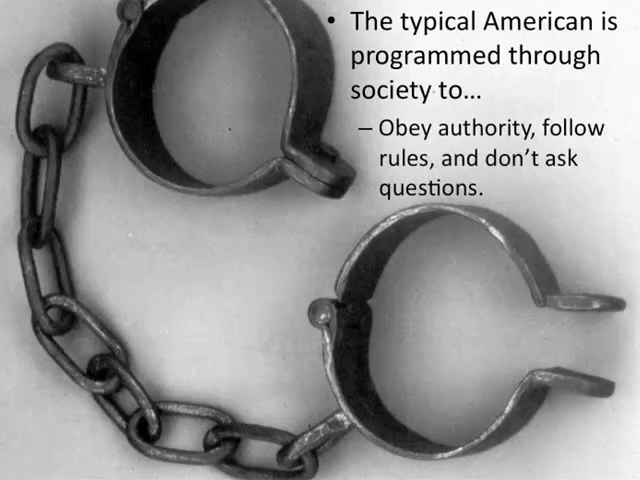 • The typical American is
programmed through
society to…
– Obey authority, follow
rules, and don’t ask
questions.